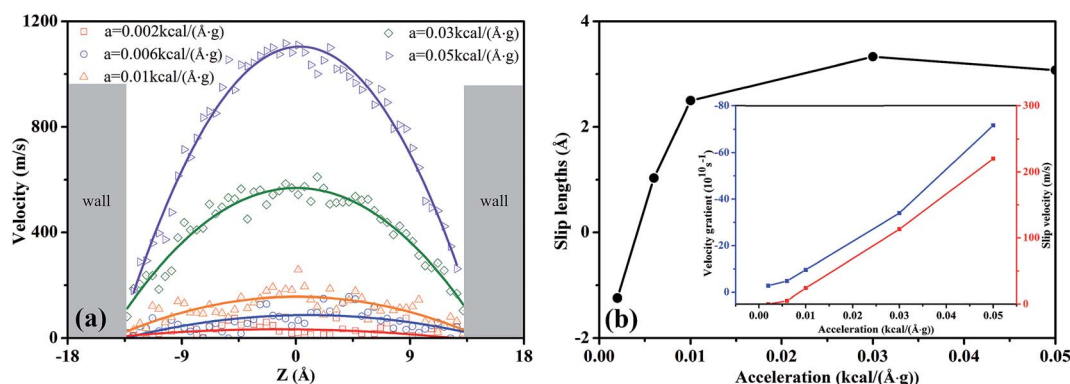 1200
800
400
0
Velocity (m/s)
a=0.002kcal/(Å·g)
a=0.006kcal/(Å·g)
a=0.01kcal/(Å·g)
a=0.03kcal/(Å·g)
a=0.05kcal/(Å·g)
wall
wall
(a)
-18 -9 0 9 18
Z (Å)
4
2
0
-2
Slip lengths (Å)
(b)
0.00 0.01 0.02 0.03 0.04 0.05
Acceleration (kcal/(Å·g))
-80
-60
-40
-20
0
Velocity gratient (10¹⁰s⁻¹)
300
200
100
0
Slip velocity (m/s)
0.00 0.01 0.02 0.03 0.04 0.05
Acceleration (kcal/(Å·g))